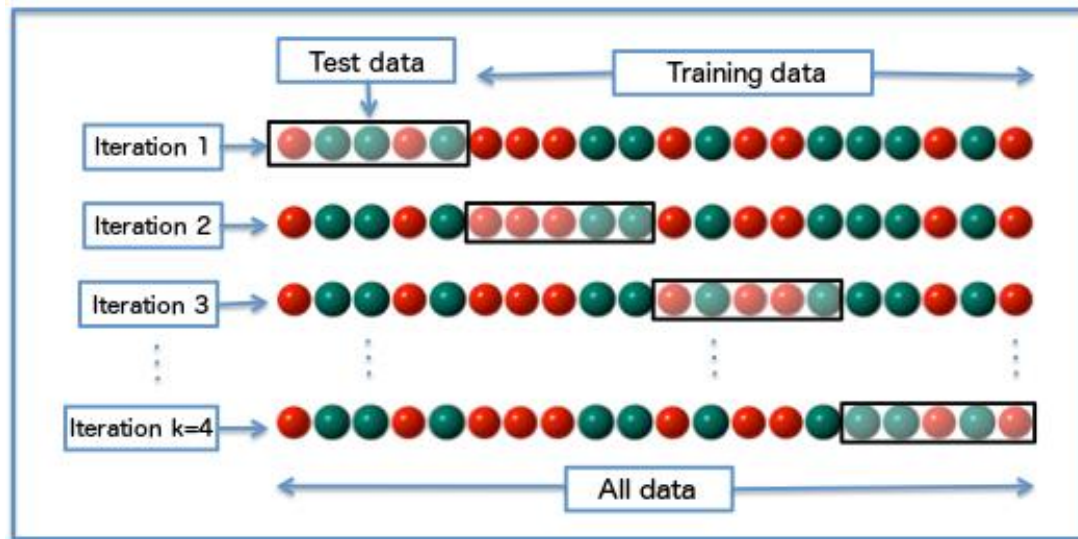 Test data
Training data
Iteration 1
Iteration 2
Iteration 3
Iteration k=4
All data